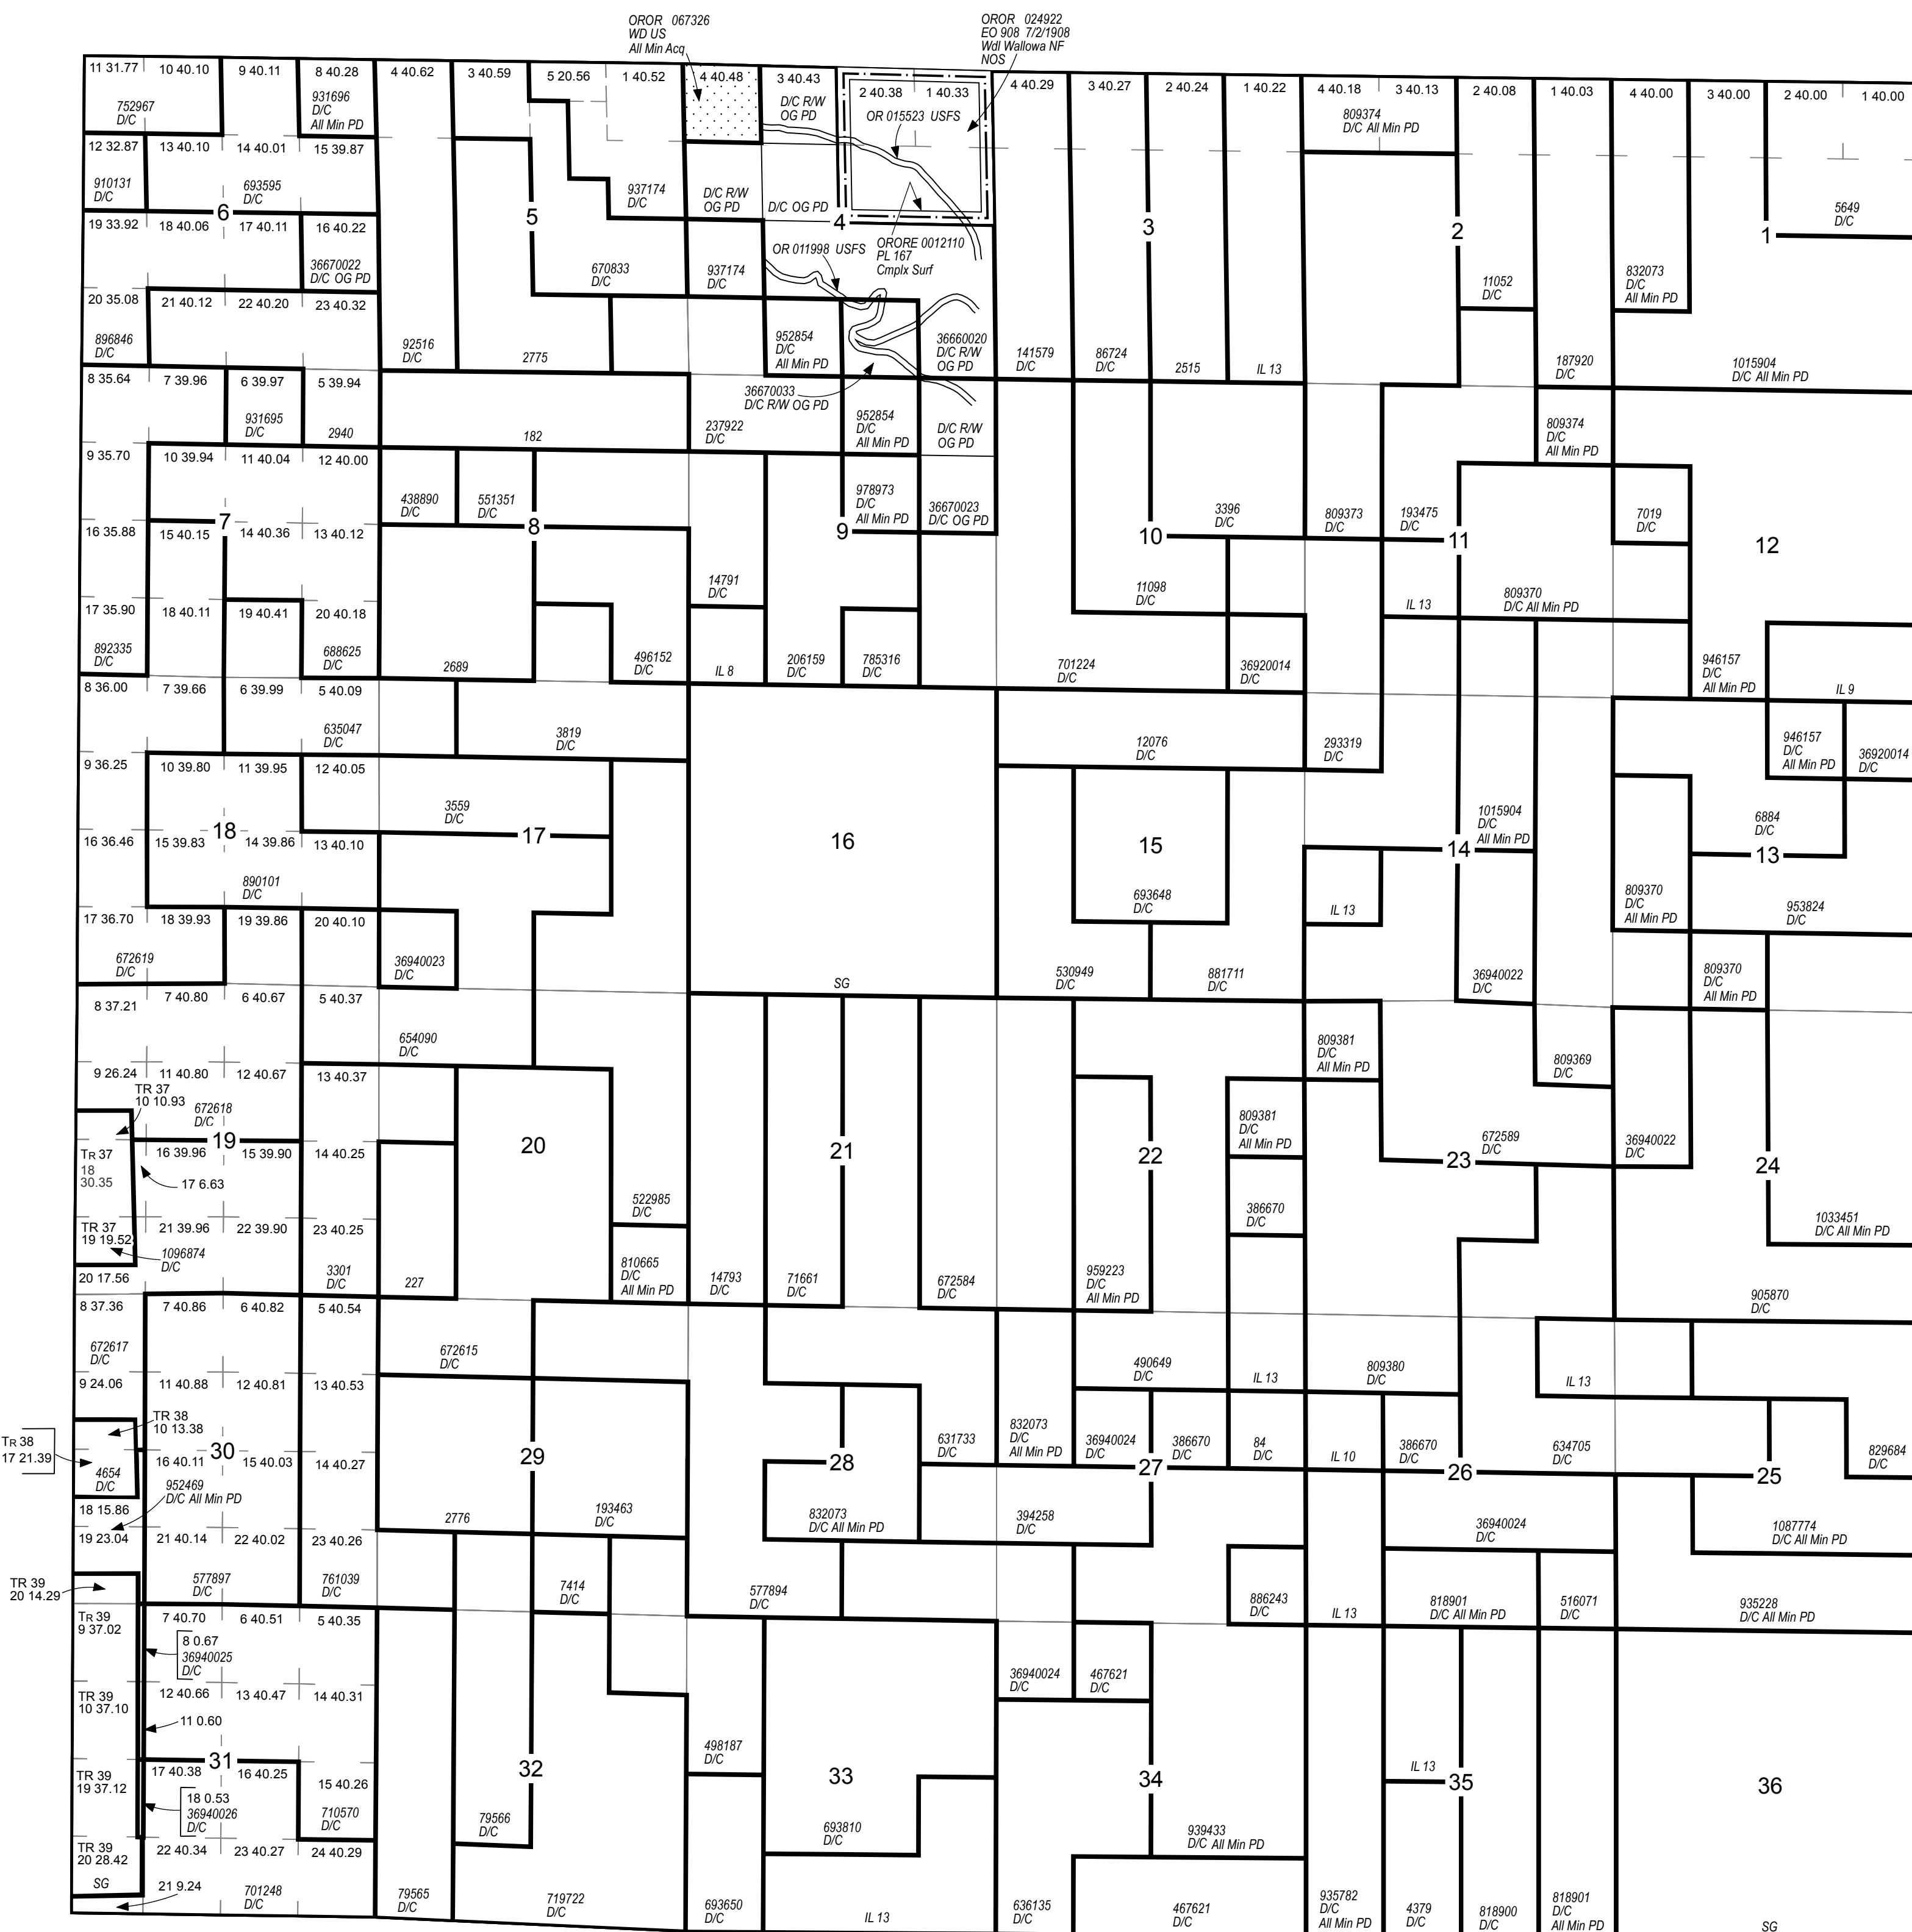 OROR 067326
WD US
All Min Acq
OROR 024922
EO 908 7/2/1908
Wdl Wallowa NF
NOS
11 31.77
10 40.10
9 40.11
8 40.28
4 40.62
3 40.59
5 20.56
1 40.52
4 40.48
3 40.43
2 40.38
1 40.33
4 40.29
3 40.27
2 40.24
1 40.22
4 40.18
3 40.13
2 40.08
1 40.03
4 40.00
3 40.00
2 40.00
1 40.00
752967
D/C
931696
D/C
All Min PD
D/C R/W
OG PD
OR 015523 USFS
809374
D/C All Min PD
12 32.87
13 40.10
14 40.01
15 39.87
910131
D/C
693595
D/C
6
937174
D/C
D/C R/W
OG PD
D/C OG PD
5
4
3
2
1
5649
D/C
19 33.92
18 40.06
17 40.11
16 40.22
36670022
D/C OG PD
670833
D/C
937174
D/C
OR 011998 USFS
ORORE 0012110
PL 167
Cmplx Surf
11052
D/C
832073
D/C
All Min PD
20 35.08
21 40.12
22 40.20
23 40.32
896846
D/C
92516
D/C
2775
952854
D/C
All Min PD
36660020
D/C R/W
OG PD
141579
D/C
86724
D/C
2515
IL 13
187920
D/C
1015904
D/C All Min PD
8 35.64
7 39.96
6 39.97
5 39.94
931695
D/C
2940
182
36670033
D/C R/W OG PD
237922
D/C
952854
D/C
All Min PD
D/C R/W
OG PD
809374
D/C
All Min PD
9 35.70
10 39.94
11 40.04
12 40.00
438890
D/C
551351
D/C
978973
D/C
All Min PD
36670023
D/C OG PD
3396
D/C
809373
D/C
193475
D/C
7019
D/C
7
8
9
10
11
12
16 35.88
15 40.15
14 40.36
13 40.12
14791
D/C
11098
D/C
IL 13
809370
D/C All Min PD
17 35.90
18 40.11
19 40.41
20 40.18
892335
D/C
688625
D/C
2689
496152
D/C
IL 8
206159
D/C
785316
D/C
701224
D/C
36920014
D/C
946157
D/C
All Min PD
IL 9
8 36.00
7 39.66
6 39.99
5 40.09
635047
D/C
3819
D/C
12076
D/C
293319
D/C
946157
D/C
All Min PD
36920014
D/C
9 36.25
10 39.80
11 39.95
12 40.05
3559
D/C
1015904
D/C
All Min PD
6884
D/C
18
17
16
15
14
13
16 36.46
15 39.83
14 39.86
13 40.10
890101
D/C
693648
D/C
IL 13
809370
D/C
All Min PD
953824
D/C
17 36.70
18 39.93
19 39.86
20 40.10
672619
D/C
36940023
D/C
SG
530949
D/C
881711
D/C
36940022
D/C
809370
D/C
All Min PD
8 37.21
7 40.80
6 40.67
5 40.37
654090
D/C
809381
D/C
All Min PD
809369
D/C
9 26.24
11 40.80
12 40.67
13 40.37
TR 37
10 10.93
672618
D/C
809381
D/C
All Min PD
672589
D/C
36940022
D/C
19
20
21
22
23
24
TR 37
18
30.35
16 39.96
15 39.90
14 40.25
17 6.63
522985
D/C
386670
D/C
1033451
D/C All Min PD
TR 37
19 19.52
21 39.96
22 39.90
23 40.25
1096874
D/C
3301
D/C
227
810665
D/C
All Min PD
14793
D/C
71661
D/C
672584
D/C
959223
D/C
All Min PD
905870
D/C
20 17.56
8 37.36
7 40.86
6 40.82
5 40.54
672617
D/C
672615
D/C
490649
D/C
IL 13
809380
D/C
IL 13
9 24.06
11 40.88
12 40.81
13 40.53
TR 38
10 13.38
TR 38
17 21.39
631733
D/C
832073
D/C
All Min PD
36940024
D/C
386670
D/C
84
D/C
IL 10
386670
D/C
634705
D/C
829684
D/C
30
29
28
27
26
25
4654
D/C
16 40.11
15 40.03
14 40.27
952469
D/C All Min PD
18 15.86
2776
193463
D/C
832073
D/C All Min PD
394258
D/C
36940024
D/C
1087774
D/C All Min PD
19 23.04
21 40.14
22 40.02
23 40.26
TR 39
20 14.29
577897
D/C
761039
D/C
7414
D/C
577894
D/C
886243
D/C
IL 13
818901
D/C All Min PD
516071
D/C
935228
D/C All Min PD
TR 39
9 37.02
7 40.70
6 40.51
5 40.35
8 0.67
36940025
D/C
36940024
D/C
467621
D/C
TR 39
10 37.10
12 40.66
13 40.47
14 40.31
11 0.60
498187
D/C
IL 13
31
32
33
34
35
36
TR 39
19 37.12
17 40.38
16 40.25
15 40.26
18 0.53
36940026
D/C
710570
D/C
79566
D/C
693810
D/C
939433
D/C All Min PD
TR 39
20 28.42
22 40.34
23 40.27
24 40.29
SG
21 9.24
701248
D/C
79565
D/C
719722
D/C
693650
D/C
IL 13
636135
D/C
467621
D/C
935782
D/C
All Min PD
4379
D/C
818900
D/C
818901
D/C
All Min PD
SG